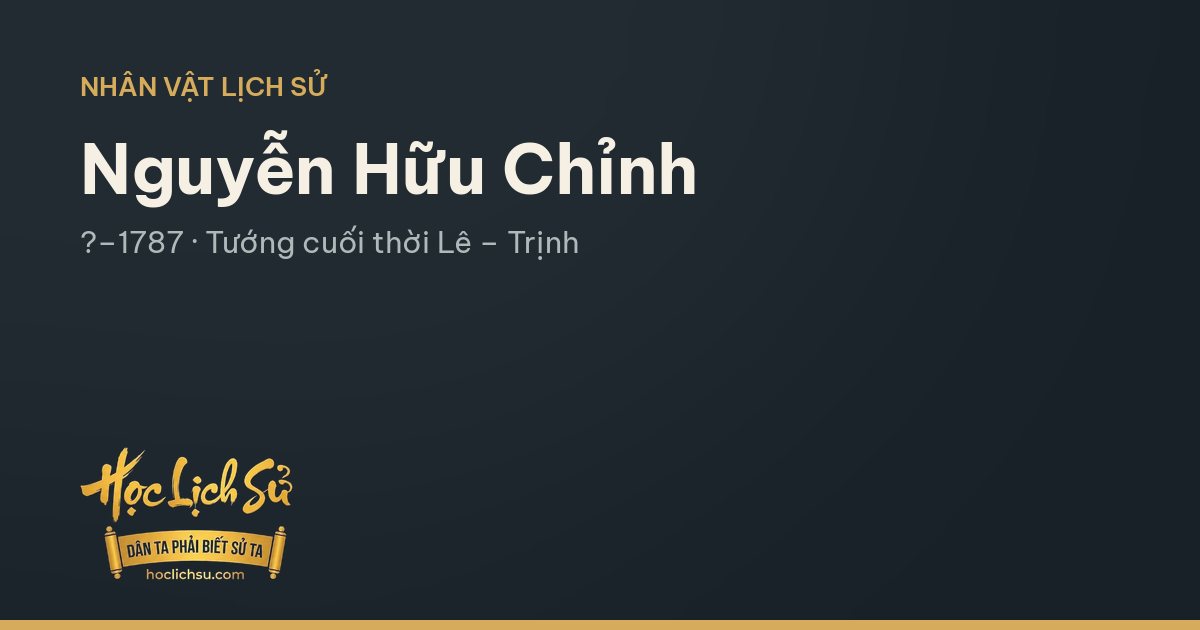 NHÂN VẬT LỊCH SỬ
Nguyễn Hữu Chỉnh
?–1787 · Tướng cuối thời Lê – Trịnh
Học Lịch Sử
DÂN TA PHẢI BIẾT SỬ TA
hoclichsu.com